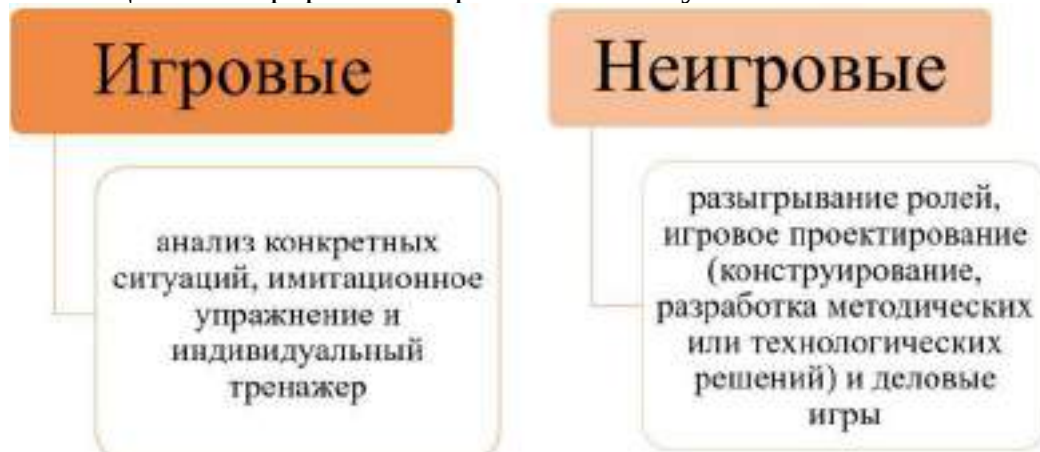 Игровые
анализ конкретных
ситуаций, имитационное
упражнение и
индивидуальный
тренажер
Неигровые
разыгрывание ролей,
игровое проектирование
(конструирование,
разработка методических
или технологических
решений) и деловые
игры